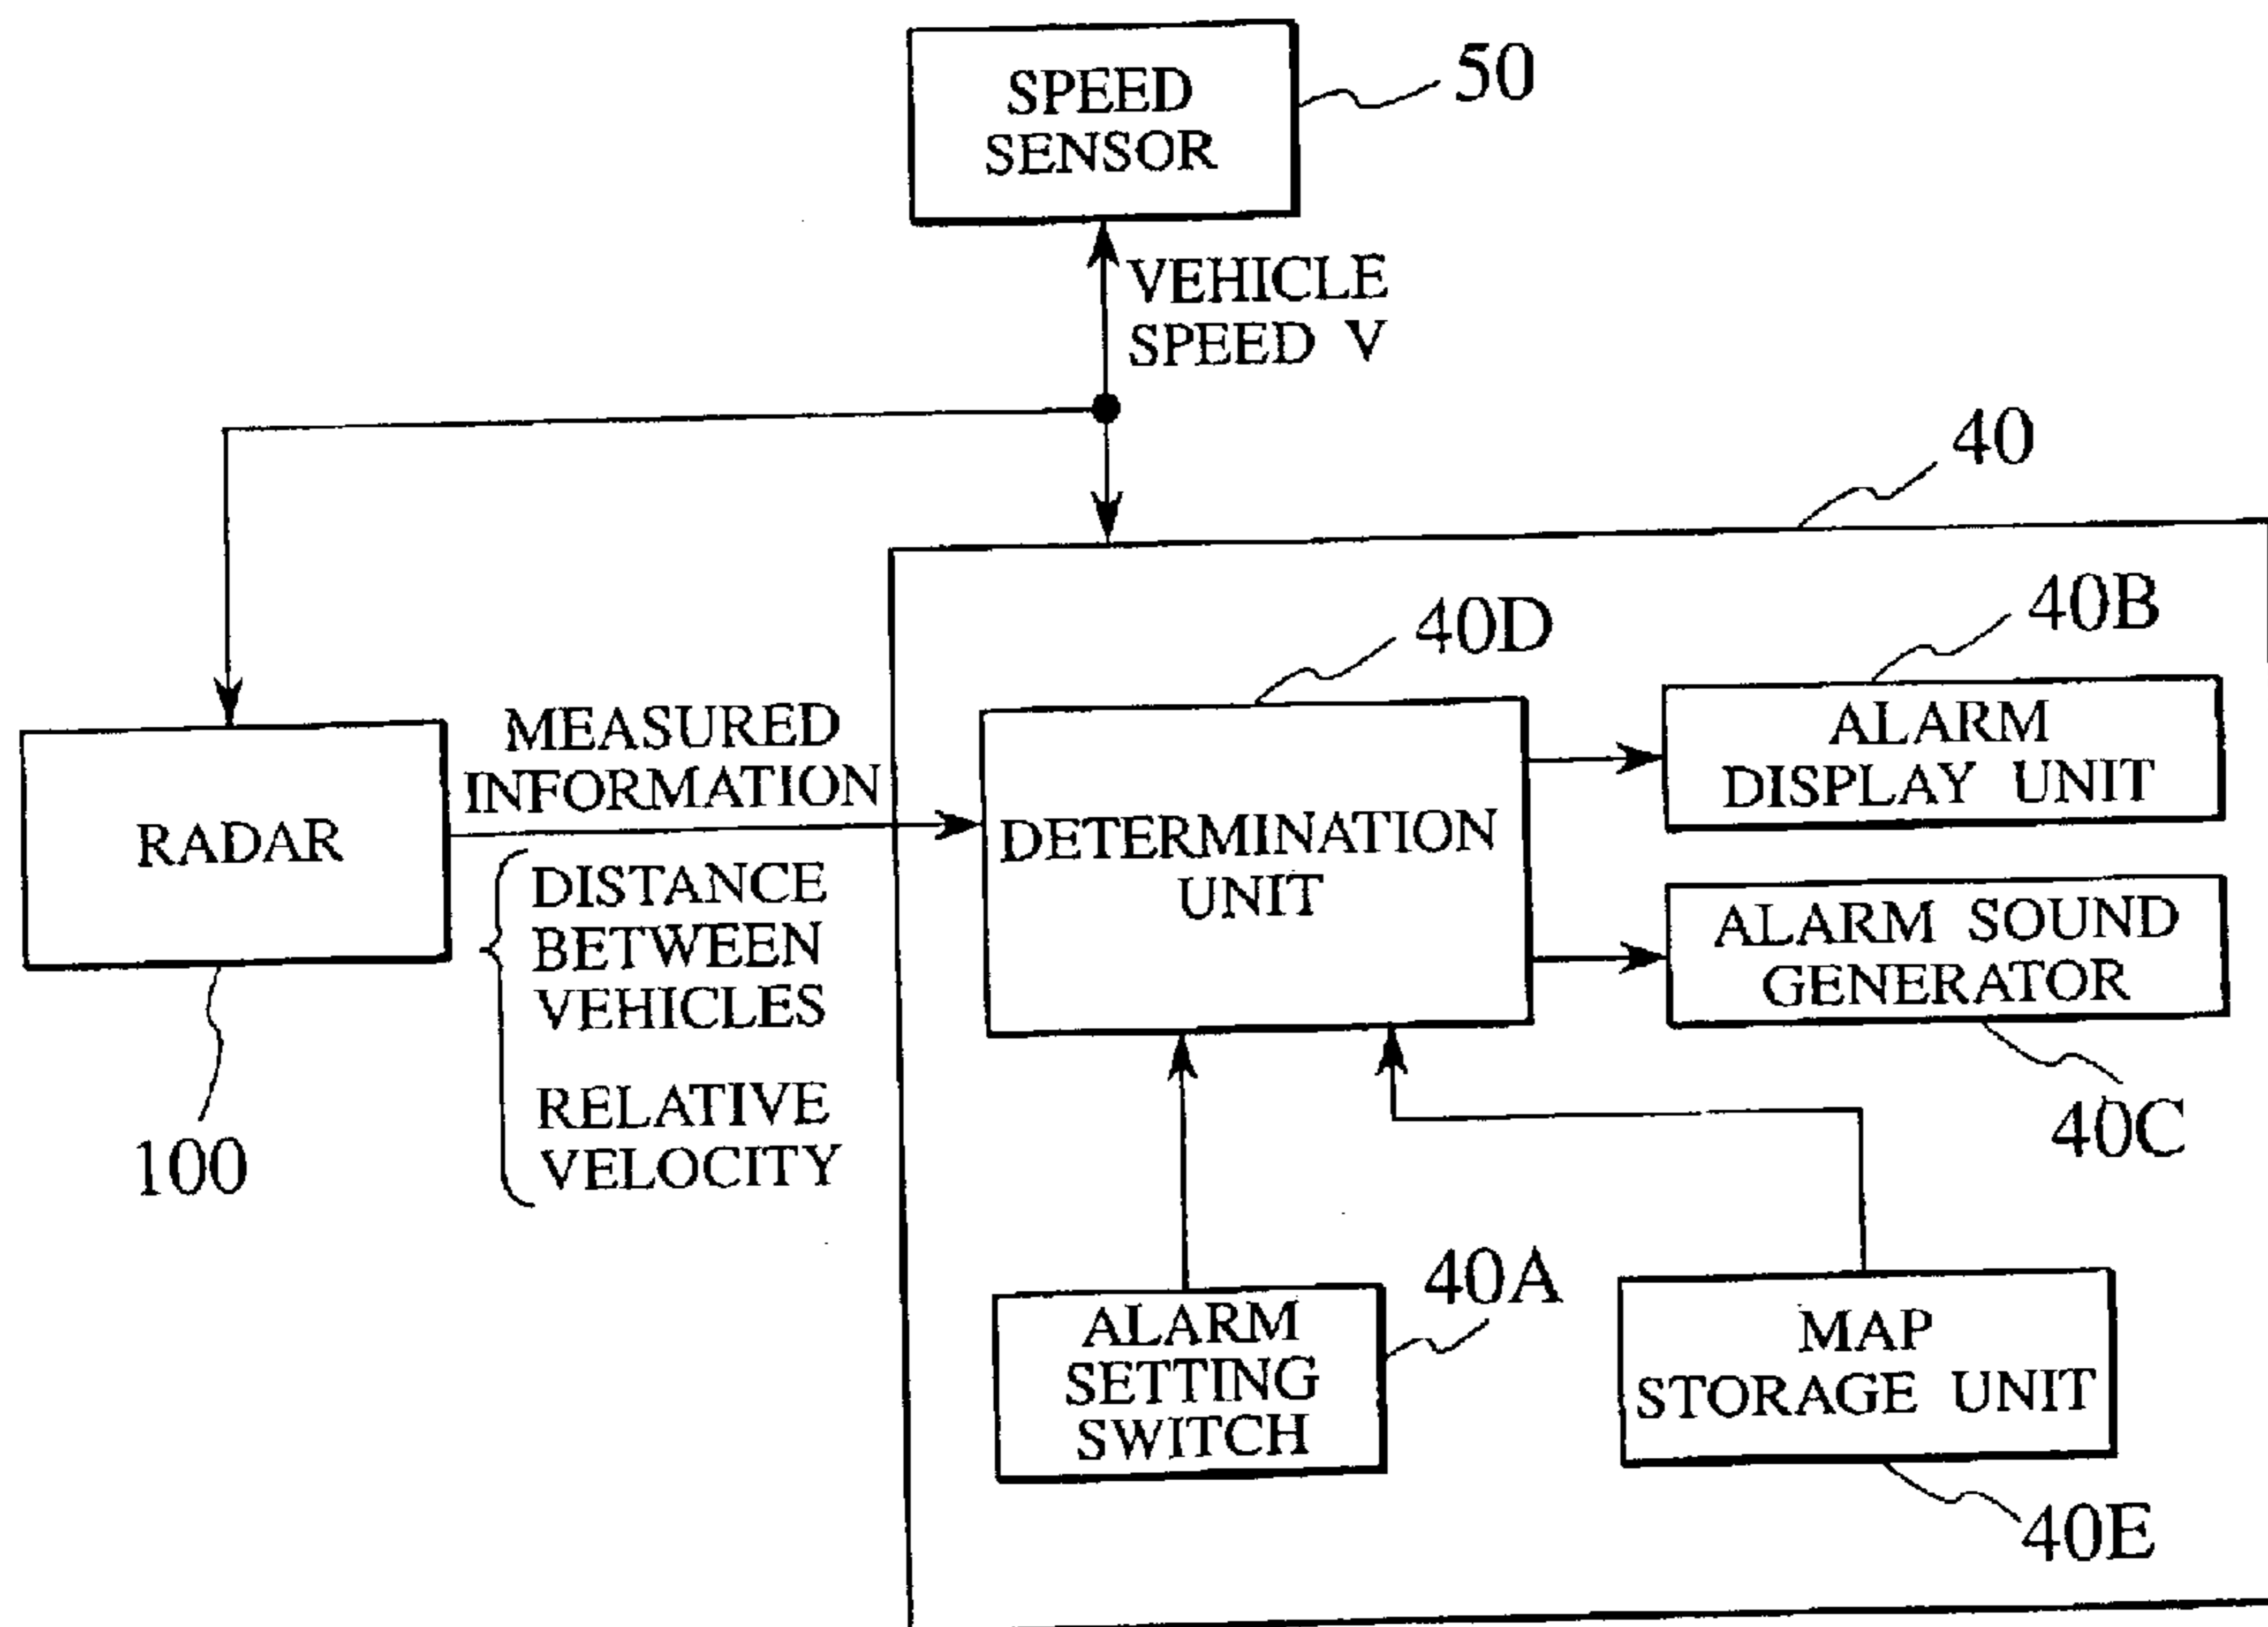 SPEED
SENSOR
50
VEHICLE
SPEED V
40
40D
40B
MEASURED
INFORMATION
RADAR
DISTANCE
BETWEEN
VEHICLES
RELATIVE
VELOCITY
100
DETERMINATION
UNIT
ALARM
DISPLAY UNIT
ALARM SOUND
GENERATOR
40C
40A
ALARM
SETTING
SWITCH
MAP
STORAGE UNIT
40E